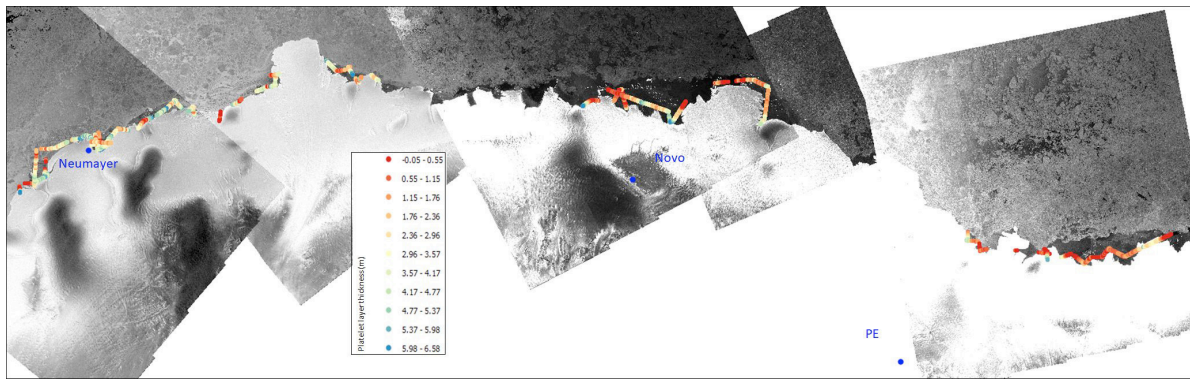 Neumayer
Novo
PE
Platelet layer thickness (m)
-0.05 - 0.55
0.55 - 1.15
1.15 - 1.76
1.76 - 2.36
2.36 - 2.96
2.96 - 3.57
3.57 - 4.17
4.17 - 4.77
4.77 - 5.37
5.37 - 5.98
5.98 - 6.58